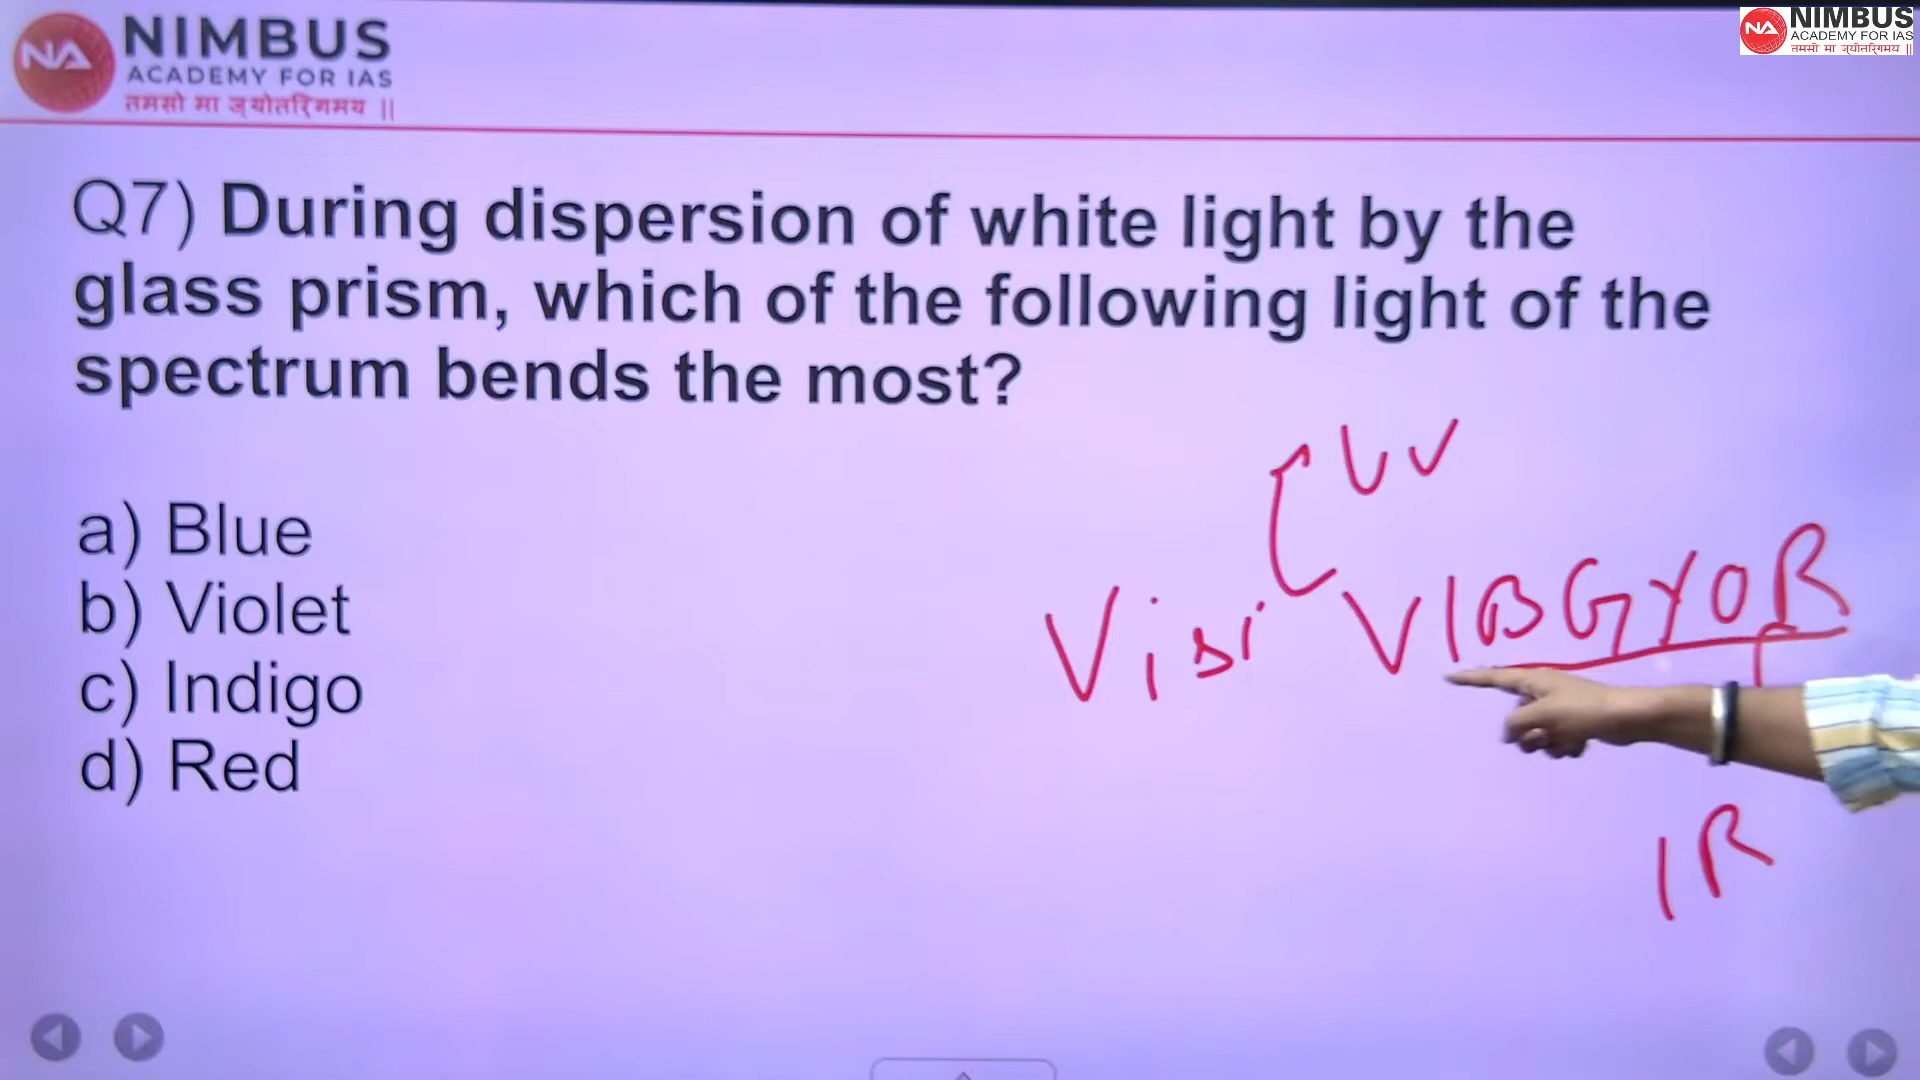 NIMBUS
ACADEMY FOR IAS
तमसो मा ज्योतिर्गमय ||
NIMBUS
ACADEMY FOR IAS
तमसो मा ज्योतिर्गमय ||
NA
NA
Q7) During dispersion of white light by the
glass prism, which of the following light of the
spectrum bends the most?
a) Blue
b) Violet
c) Indigo
d) Red
UV
Visi VIBGYOR
IR